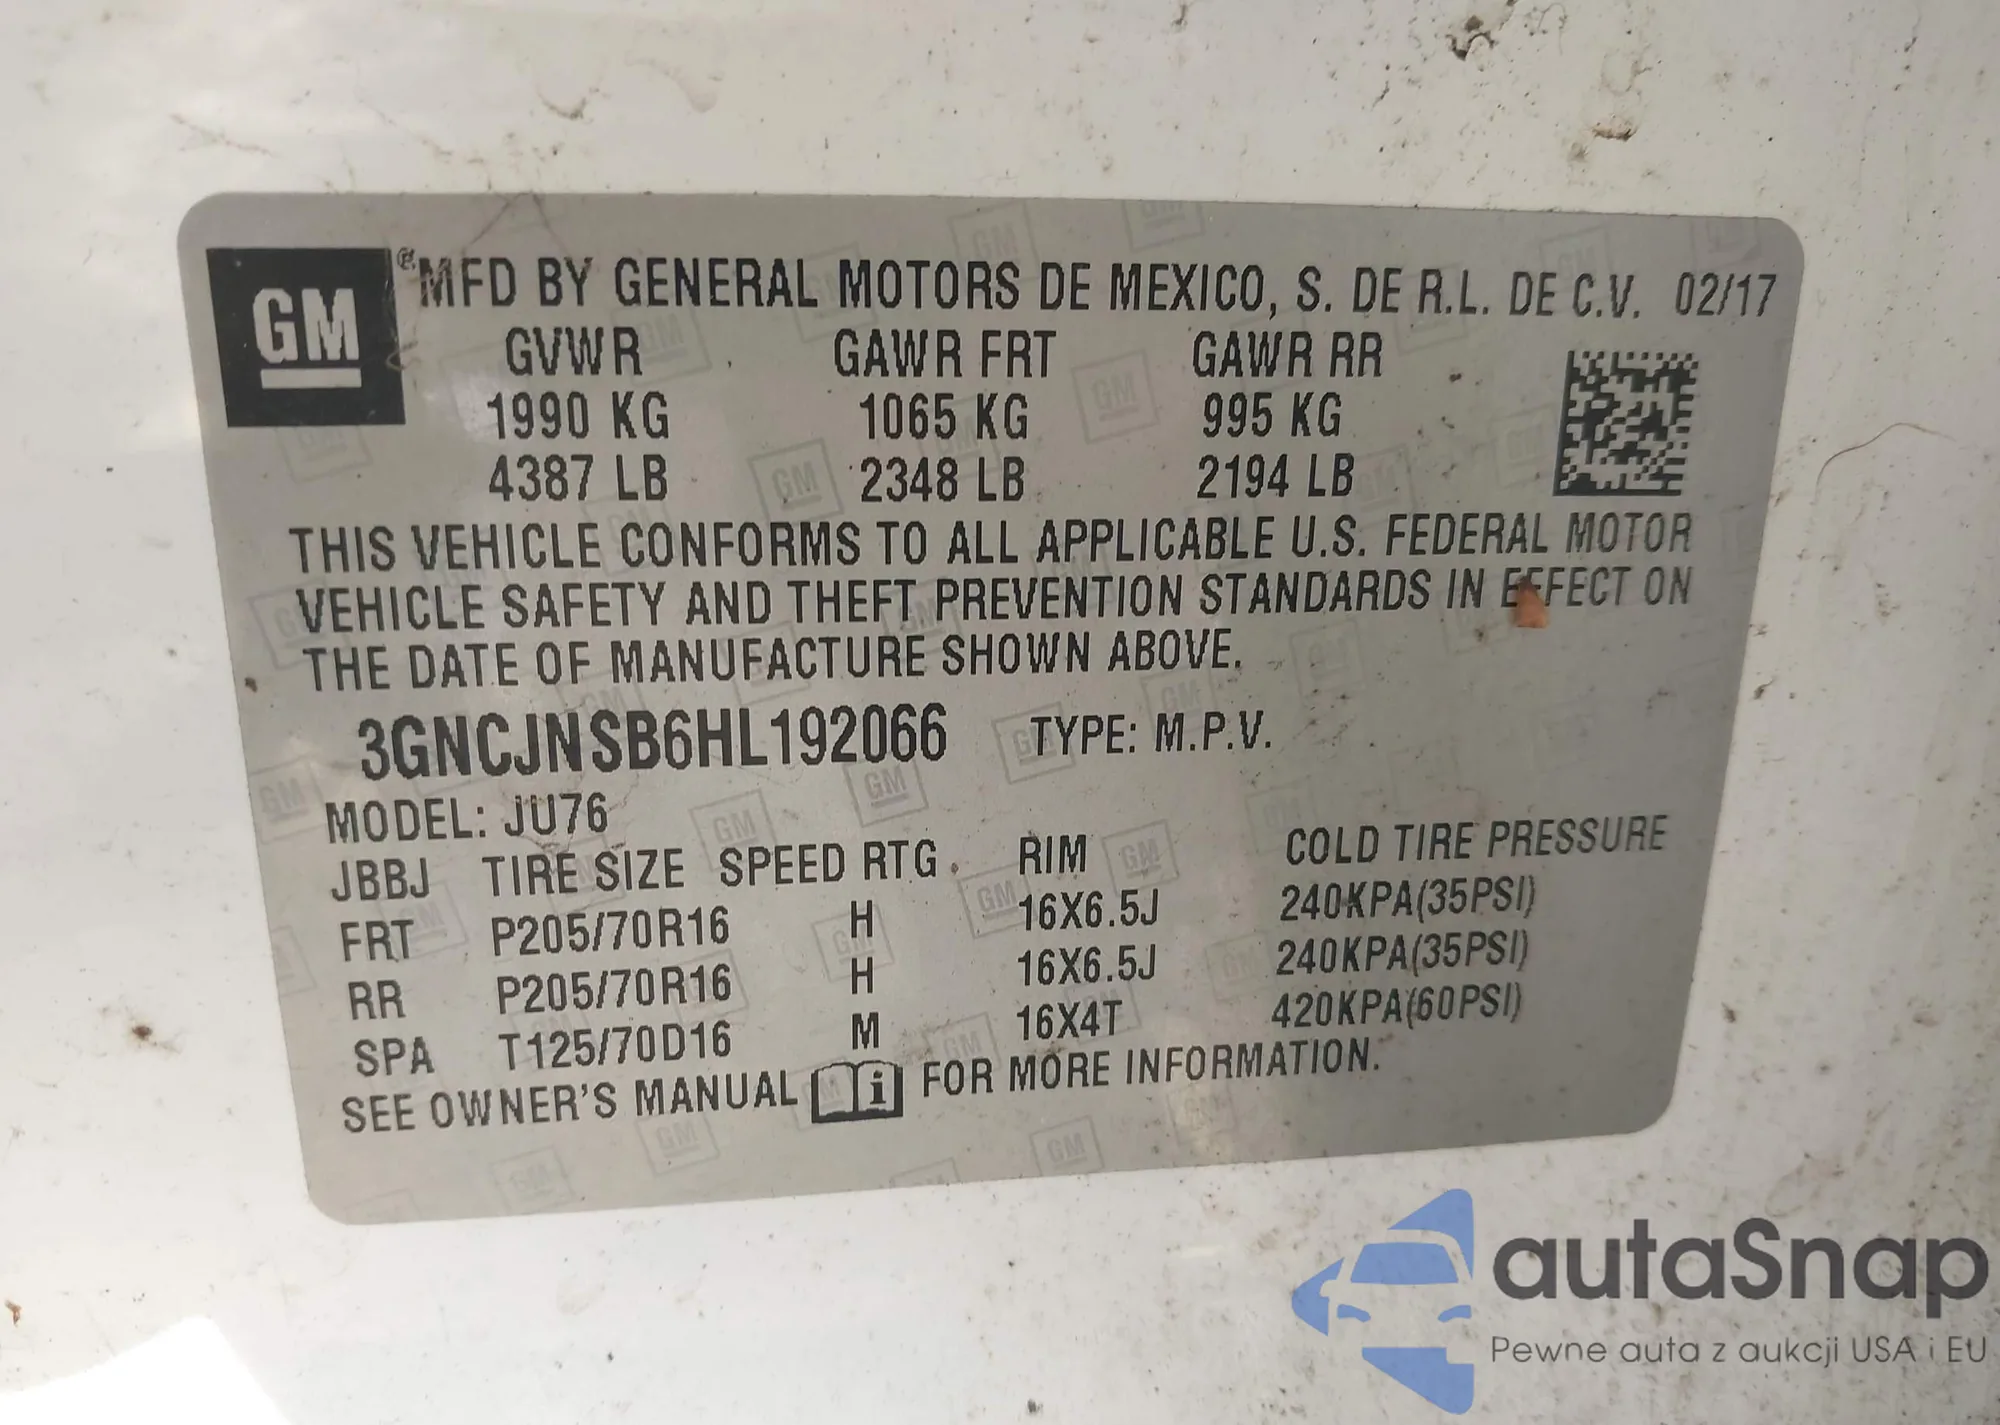 GM ® MFD BY GENERAL MOTORS DE MEXICO, S. DE R.L. DE C.V. 02/17
GVWR GAWR FRT GAWR RR
1990 KG 1065 KG 995 KG
4387 LB 2348 LB 2194 LB
THIS VEHICLE CONFORMS TO ALL APPLICABLE U.S. FEDERAL MOTOR
VEHICLE SAFETY AND THEFT PREVENTION STANDARDS IN EFFECT ON
THE DATE OF MANUFACTURE SHOWN ABOVE.
3GNCJNSB6HL192066 TYPE: M.P.V.
MODEL: JU76
JBBJ TIRE SIZE SPEED RTG RIM COLD TIRE PRESSURE
FRT P205/70R16 H 16X6.5J 240KPA(35PSI)
RR P205/70R16 H 16X6.5J 240KPA(35PSI)
SPA T125/70D16 M 16X4T 420KPA(60PSI)
SEE OWNER'S MANUAL i FOR MORE INFORMATION.
autaSnap
Pewne auta z aukcji USA i EU